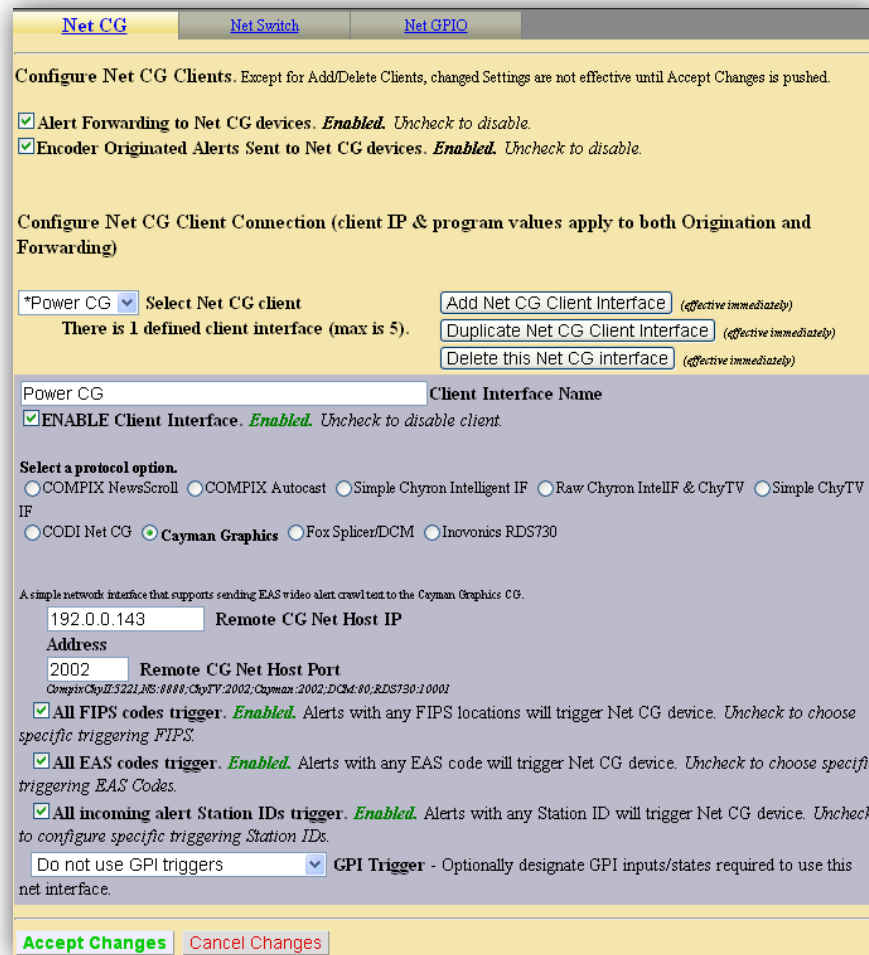 Net CG Net Switch Net GPIO
Configure Net CG Clients. Except for Add/Delete Clients, changed Settings are not effective until Accept Changes is pushed.
Alert Forwarding to Net CG devices. Enabled. Uncheck to disable.
Encoder Originated Alerts Sent to Net CG devices. Enabled. Uncheck to disable.
Configure Net CG Client Connection (client IP & program values apply to both Origination and
Forwarding)
*Power CG Select Net CG client Add Net CG Client Interface (effective immediately)
There is 1 defined client interface (max is 5). Duplicate Net CG Client Interface (effective immediately)
Delete this Net CG interface (effective immediately)
Power CG Client Interface Name
ENABLE Client Interface. Enabled. Uncheck to disable client.
Select a protocol option.
COMPIX NewsScroll COMPIX Autocast Simple Chyron Intelligent IF Raw Chyron IntelIF & ChyTV Simple ChyTV
IF
CODI Net CG Cayman Graphics Fox Splicer/DCM Inovonics RDS730
A simple network interface that supports sending EAS video alert crawl text to the Cayman Graphics CG.
192.0.0.143 Remote CG Net Host IP
Address
2002 Remote CG Net Host Port
CompixChyII:5221,NS:8888;ChyTV:2002;Cayman:2002;DCM:80;RDS730:10001
All FIPS codes trigger. Enabled. Alerts with any FIPS locations will trigger Net CG device. Uncheck to choose
specific triggering FIPS.
All EAS codes trigger. Enabled. Alerts with any EAS code will trigger Net CG device. Uncheck to choose specific
triggering EAS Codes.
All incoming alert Station IDs trigger. Enabled. Alerts with any Station ID will trigger Net CG device. Uncheck
to configure specific triggering Station IDs.
Do not use GPI triggers GPI Trigger - Optionally designate GPI inputs/states required to use this
net interface.
Accept Changes Cancel Changes